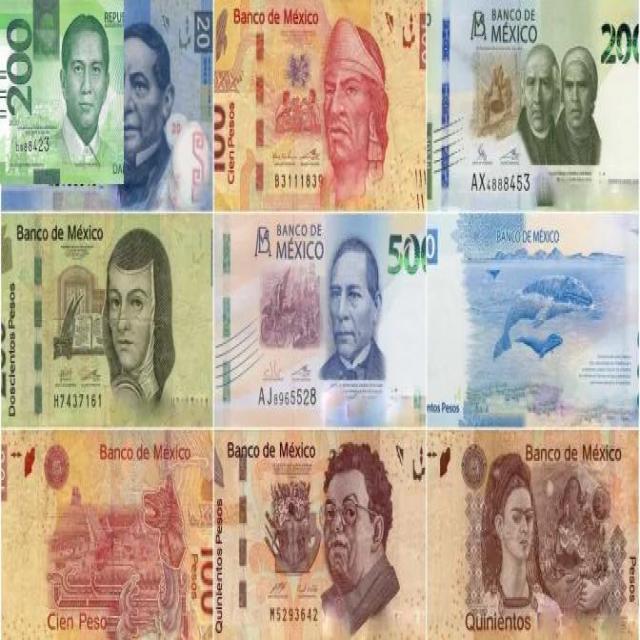 200
REPU
b688423
20
Banco de México
100
Cien Pesos
B3111839
BANCO DE
MÉXICO
200
AX4888453
Banco de México
Doscientos Pesos
H7437161
BANCO DE
MÉXICO
500
AJ8965528
BANCO DE MÉXICO
ntos Pesos
Banco de México
100
Pesos
Cien Peso
Banco de México
Quinientos Pesos
M5293642
Banco de México
Pesos
Quinientos